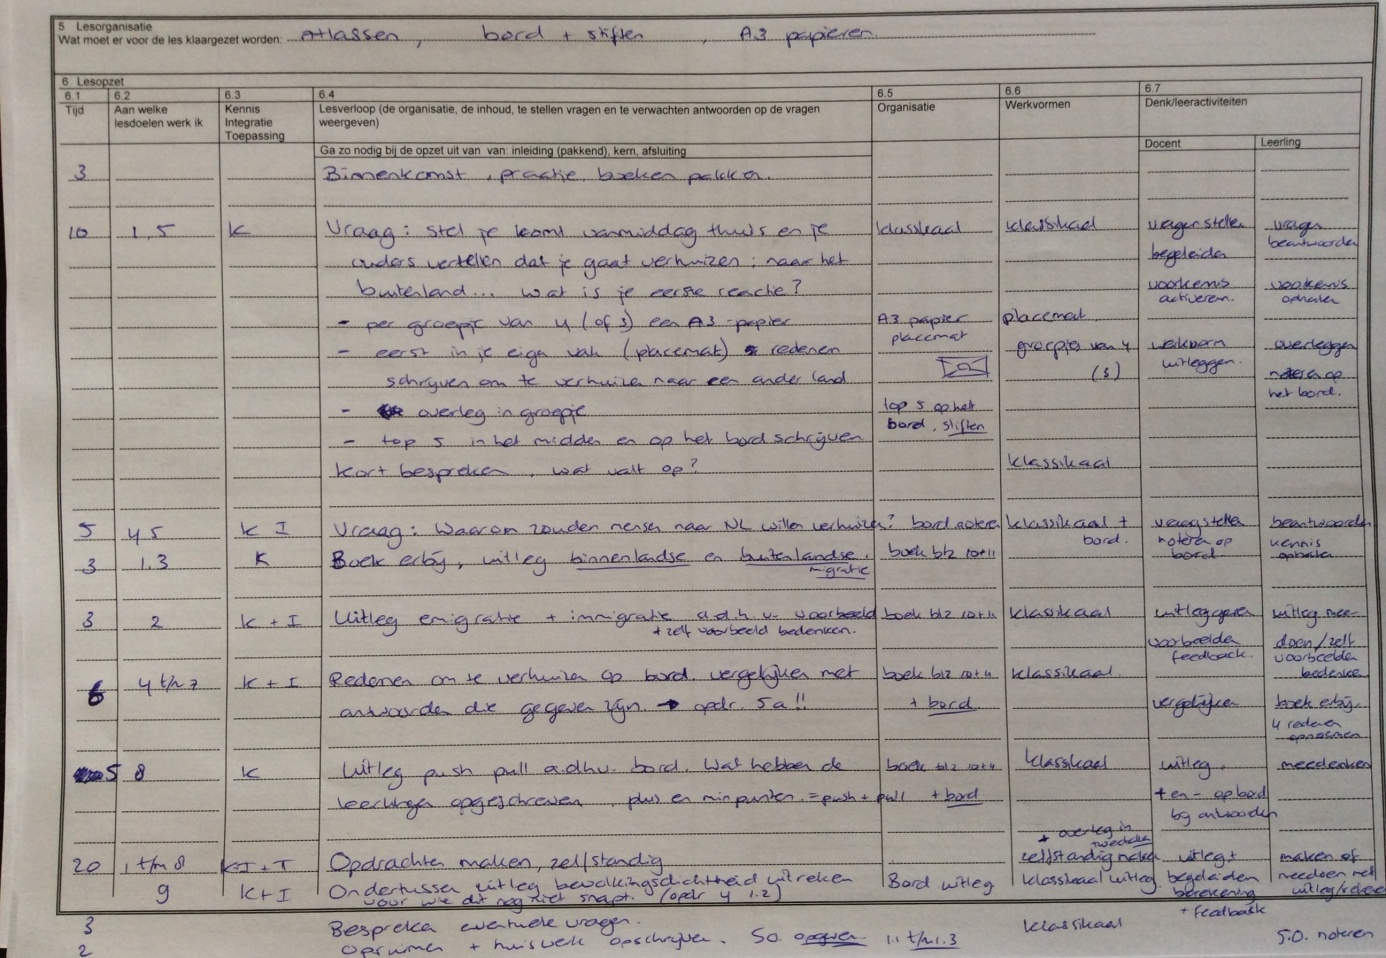 5 Lesorganisatie
Wat moet er voor de les klaargezet worden: Atlassen, bord + stiften, A3 papieren.
6 Lesopzet
6.1 6.2 6.3 6.4 6.5 6.6 6.7
Tijd Aan welke lesdoelen werk ik Kennis Integratie Toepassing Lesverloop (de organisatie, de inhoud, te stellen vragen en te verwachten antwoorden op de vragen weergeven) Organisatie Werkvormen Denk/leeractiviteiten
Ga zo nodig bij de opzet uit van van: inleiding (pakkend), kern, afsluiting Docent Leerling
3 Binnenkomst, praatje, boeken pakken.
10 1,5 K Vraag: Stel je komt vanmiddag thuis en je klassikaal klassikaal vragen stellen vragen beantwoorden
ouders vertellen dat je gaat verhuizen; naar het begeleiden
buitenland... wat is je eerste reactie? voorkennis activeren. voorkennis ophalen
- per groepje van 4 (of 3) een A3-papier A3 papier placemat placemat
- eerst in je eigen vak (placemat) redenen groepjes van 4 werkvorm uitleggen. overleggen
schrijven om te verhuizen naar een ander land (3) noteren op het bord.
- overleg in groepje top 5 op het bord, stiften
- top 5 in het midden en op het bord schrijven
kort bespreken, wat valt op? klassikaal
5 4,5 K I Vraag: Waarom zouden mensen naar NL willen verhuizen? bord noteren klassikaal + bord. vraag stellen noteren op bord beantwoorden kennis ophalen
3 1.3 K Boek erbij, uitleg binnenlandse en buitenlandse migratie boek blz 10+11
3 2 K + I Uitleg emigratie + immigratie a.d.h.v. voorbeeld boek blz 10+11 klassikaal uitleg geven uitleg mee-
+ zelf voorbeeld bedenken. voorbeelden feedback. doen/zelf voorbeelden bedenken
6 4 t/m 7 K + I Redenen om te verhuizen op bord vergelijken met boek blz 10+11 klassikaal
antwoorden die gegeven zijn. → opdr. 5a!! + bord vergelijken boek erbij. 4 redenen opnoemen
5 8 K Uitleg push pull adhv. bord. Wat hebben de boek blz 10+11 klassikaal uitleg. meedenken
leerlingen opgeschreven, plus en minpunten. = push + pull + bord + en - op bord bij antwoorden
+ overleg in tweetallen
20 1 t/m 8 KI + T Opdrachten maken, zelfstandig zelfstandig maken uitleg + maken of
9 K+I Ondertussen uitleg bevolkingsdichtheid uitreken Bord uitleg klassikaal uitleg. begeleiden meedoen met
voor wie dit nog niet snapt. (opdr 4 1.2) berekening uitleg/
+ feedback
3 Bespreken eventuele vragen. klassikaal
2 Opruimen + huiswerk opschrijven. S.o. opgeven 1.1 t/m 1.3 S.O. noteren